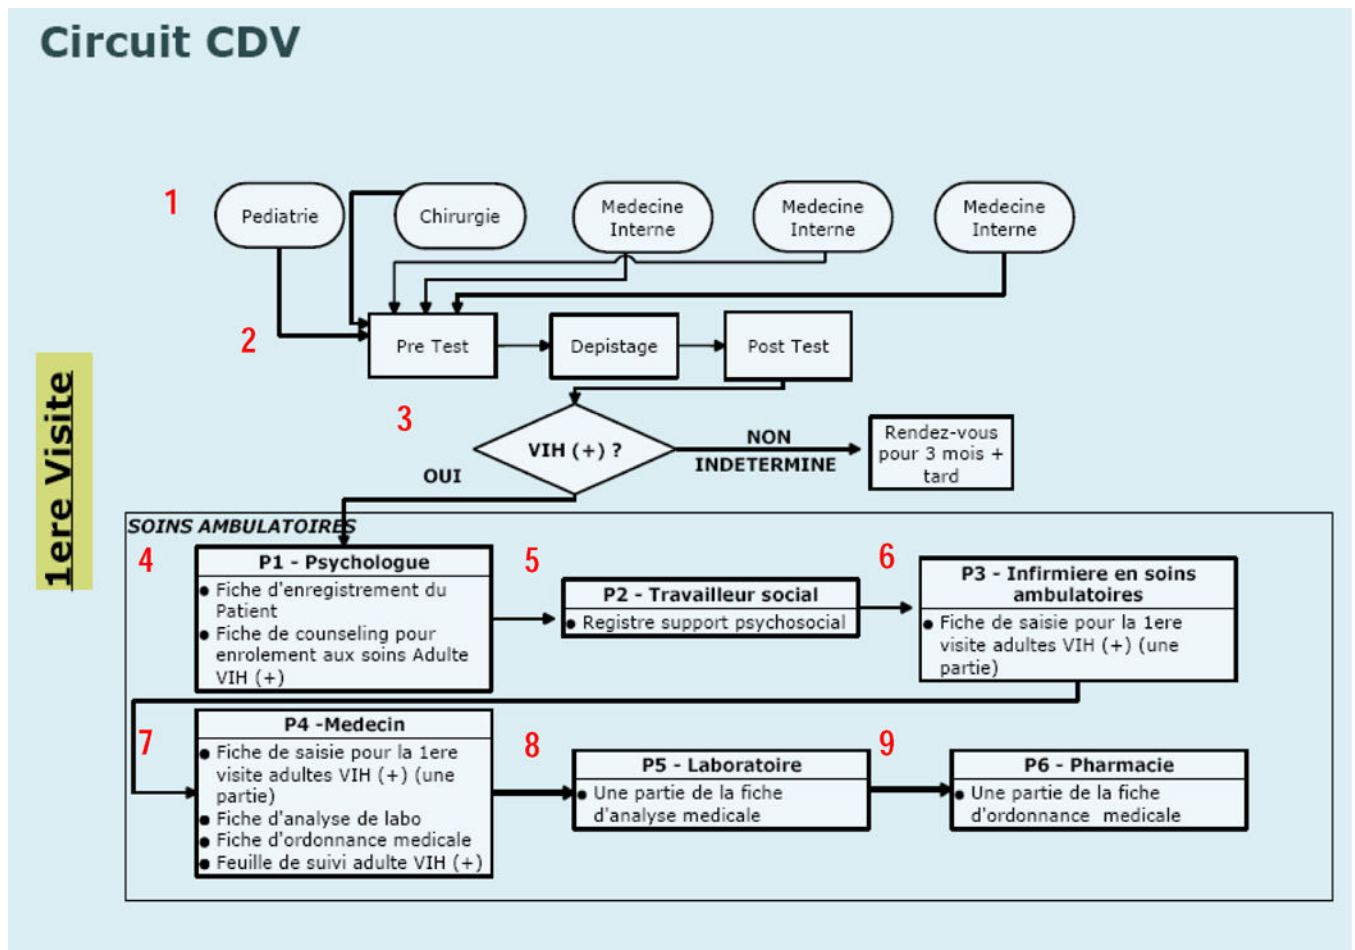 Circuit CDV
1ere Visite
1
Pediatrie
Chirurgie
Medecine
Interne
Medecine
Interne
Medecine
Interne
2
Pre Test
Depistage
Post Test
3
VIH (+) ?
NON
INDETERMINE
Rendez-vous
pour 3 mois +
tard
OUI
SOINS AMBULATOIRES
4
P1 - Psychologue
● Fiche d'enregistrement du
Patient
● Fiche de counseling pour
enrolement aux soins Adulte
VIH (+)
5
P2 - Travailleur social
● Registre support psychosocial
6
P3 - Infirmiere en soins
ambulatoires
● Fiche de saisie pour la 1ere
visite adultes VIH (+) (une
partie)
7
P4 -Medecin
● Fiche de saisie pour la 1ere
visite adultes VIH (+) (une
partie)
● Fiche d'analyse de labo
● Fiche d'ordonnance medicale
● Feuille de suivi adulte VIH (+)
8
P5 - Laboratoire
● Une partie de la fiche
d'analyse medicale
9
P6 - Pharmacie
● Une partie de la fiche
d'ordonnance medicale